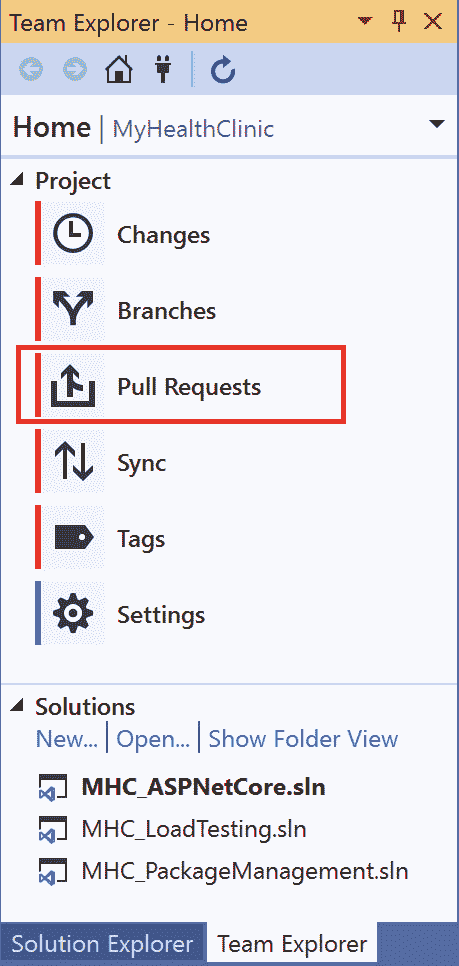 Team Explorer - Home
Home | MyHealthClinic
Project
Changes
Branches
Pull Requests
Sync
Tags
Settings
Solutions
New... | Open... | Show Folder View
MHC_ASPNetCore.sln
MHC_LoadTesting.sln
MHC_PackageManagement.sln
Solution Explorer Team Explorer